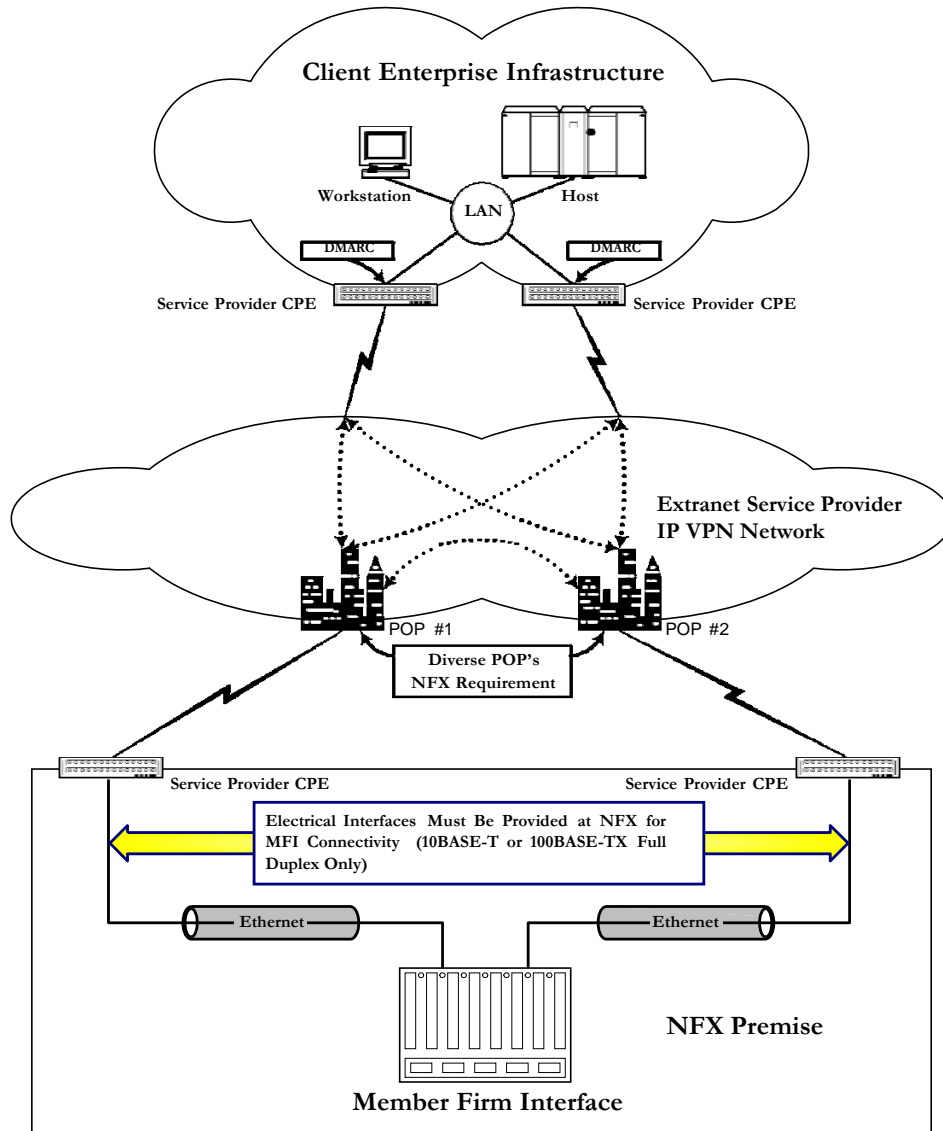 Client Enterprise Infrastructure
Workstation
Host
LAN
DMARC
DMARC
Service Provider CPE
Service Provider CPE
Extranet Service Provider
IP VPN Network
POP #1
POP #2
Diverse POP's
NFX Requirement
Service Provider CPE
Service Provider CPE
Electrical Interfaces Must Be Provided at NFX for
MFI Connectivity (10BASE-T or 100BASE-TX Full
Duplex Only)
Ethernet
Ethernet
NFX Premise
Member Firm Interface